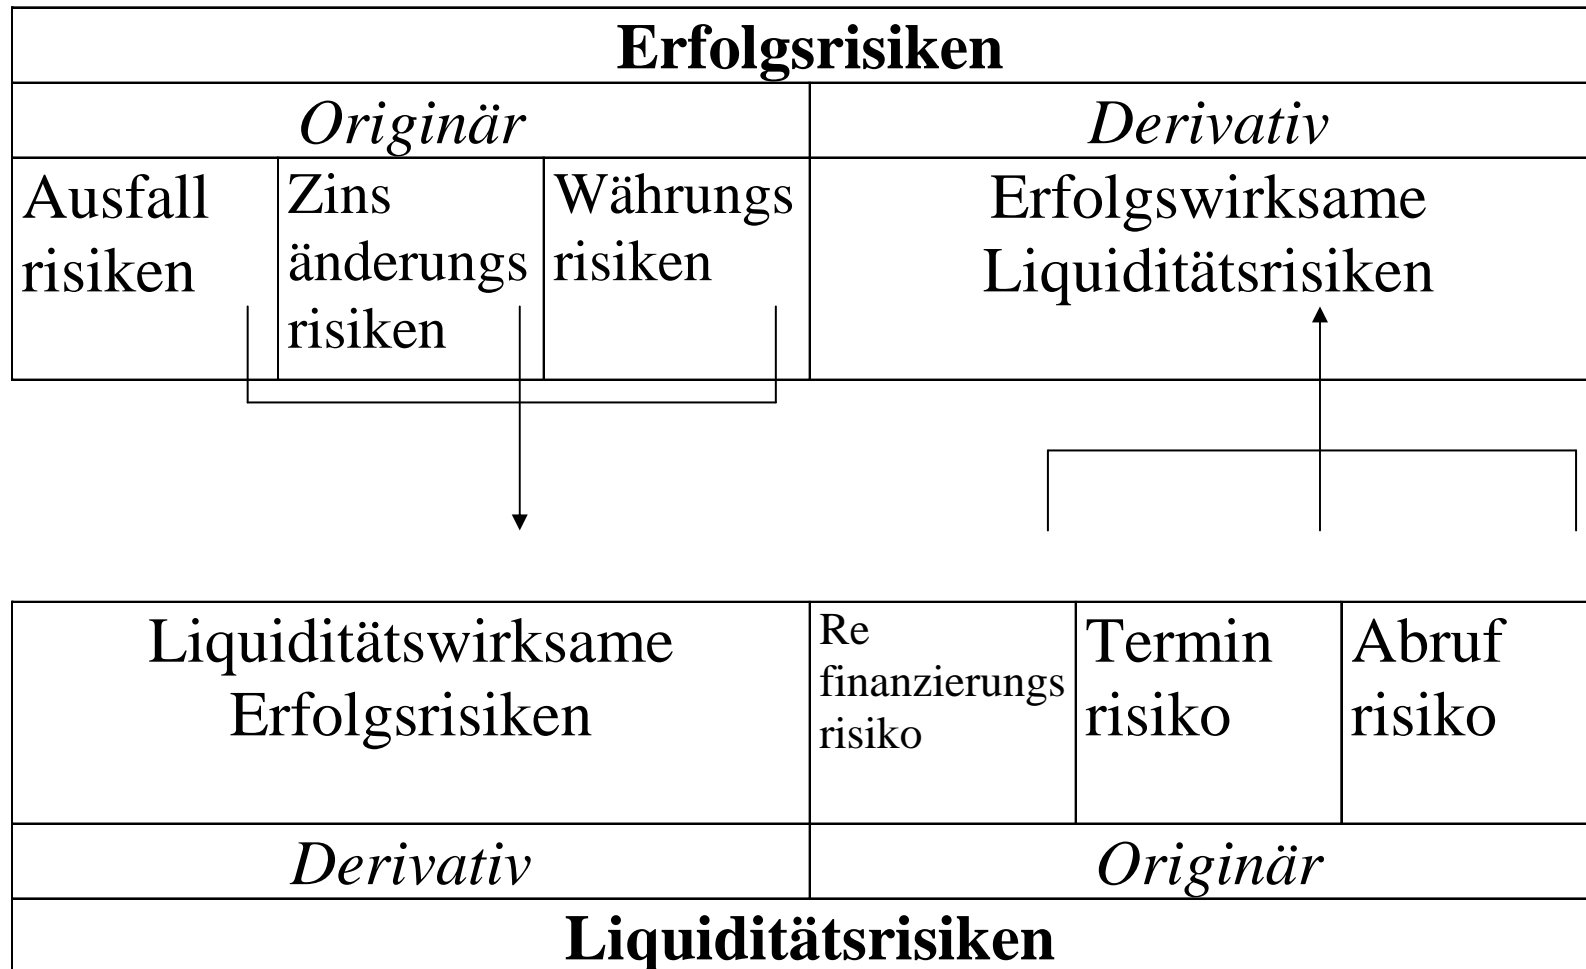 Erfolgsrisiken
Originär
Derivativ
Ausfall
risiken
Zins
änderungs
risiken
Währungs
risiken
Erfolgswirksame
Liquiditätsrisiken
Liquiditätswirksame
Erfolgsrisiken
Re
finanzierungs
risiko
Termin
risiko
Abruf
risiko
Derivativ
Originär
Liquiditätsrisiken